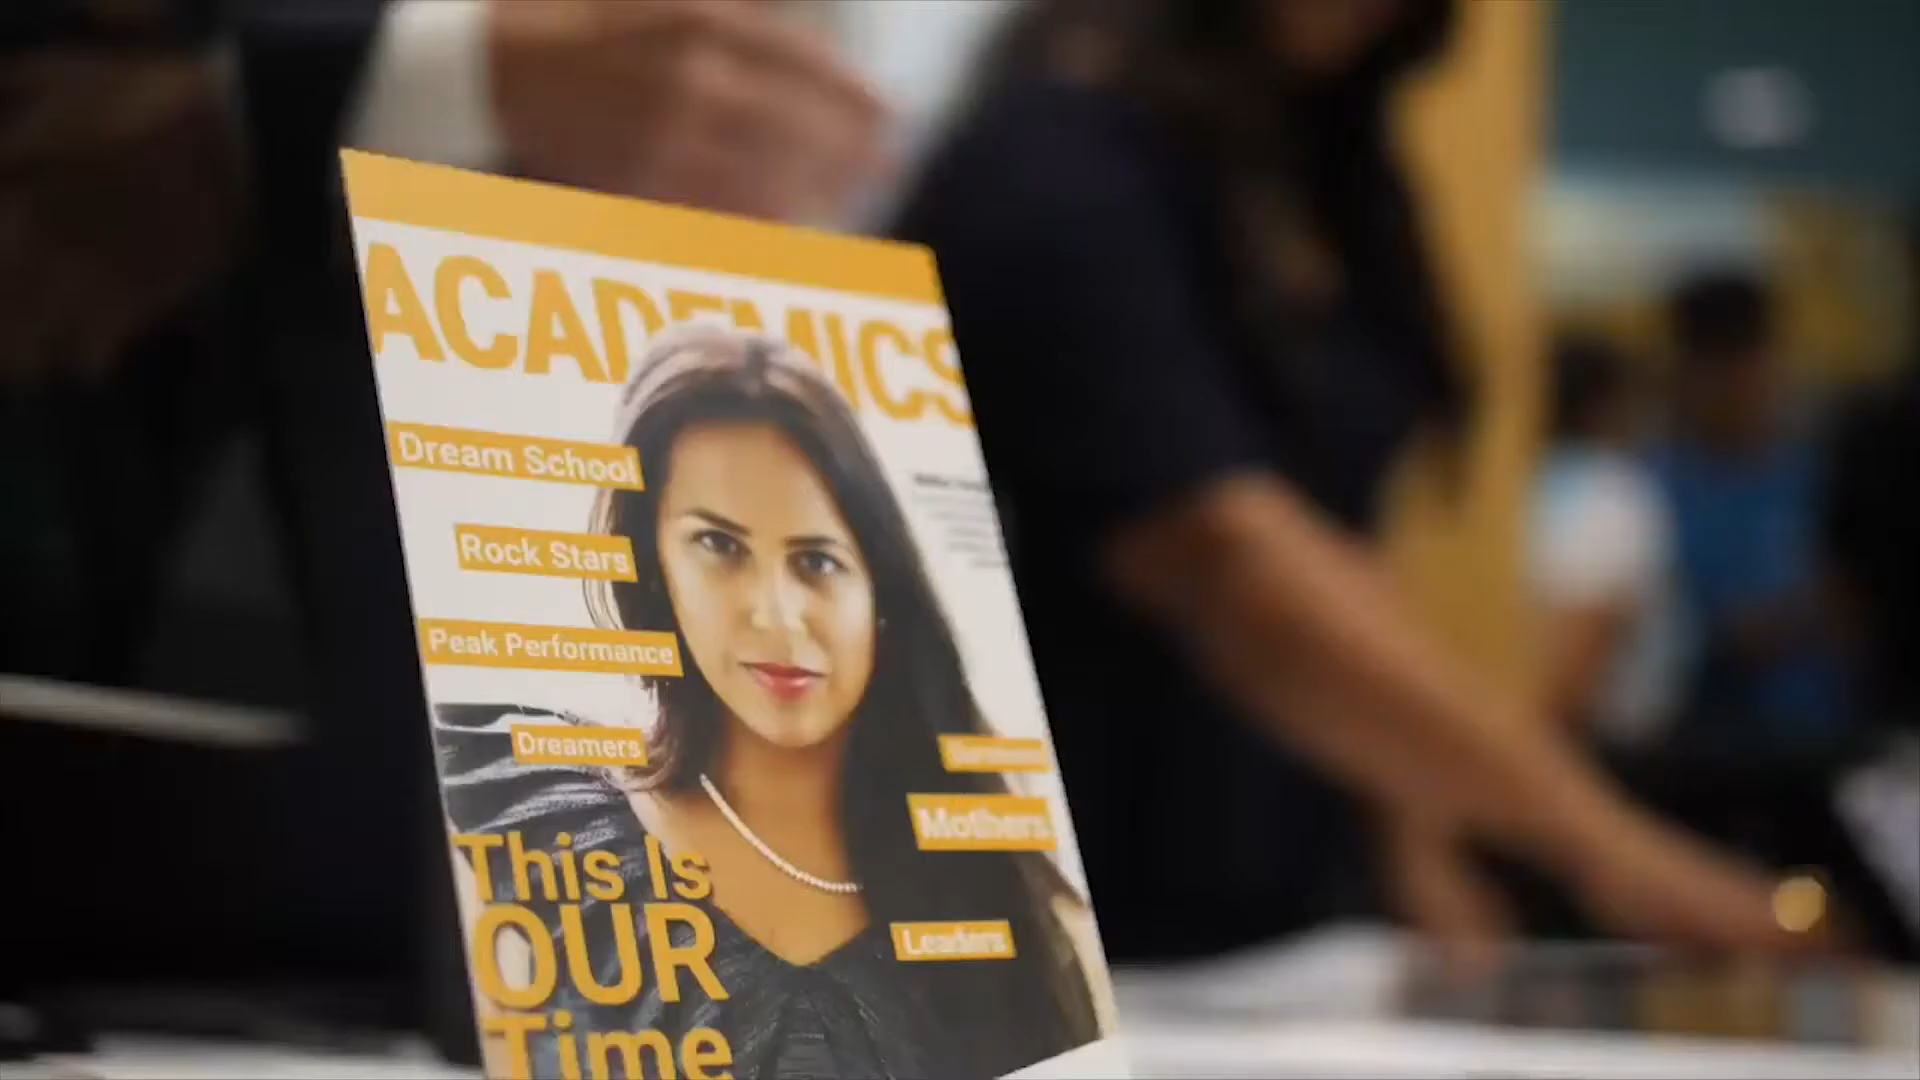 ACADEMICS
Dream School
Rock Stars
Peak Performance
Dreamers
Mothers
Leaders
This Is
OUR
Time